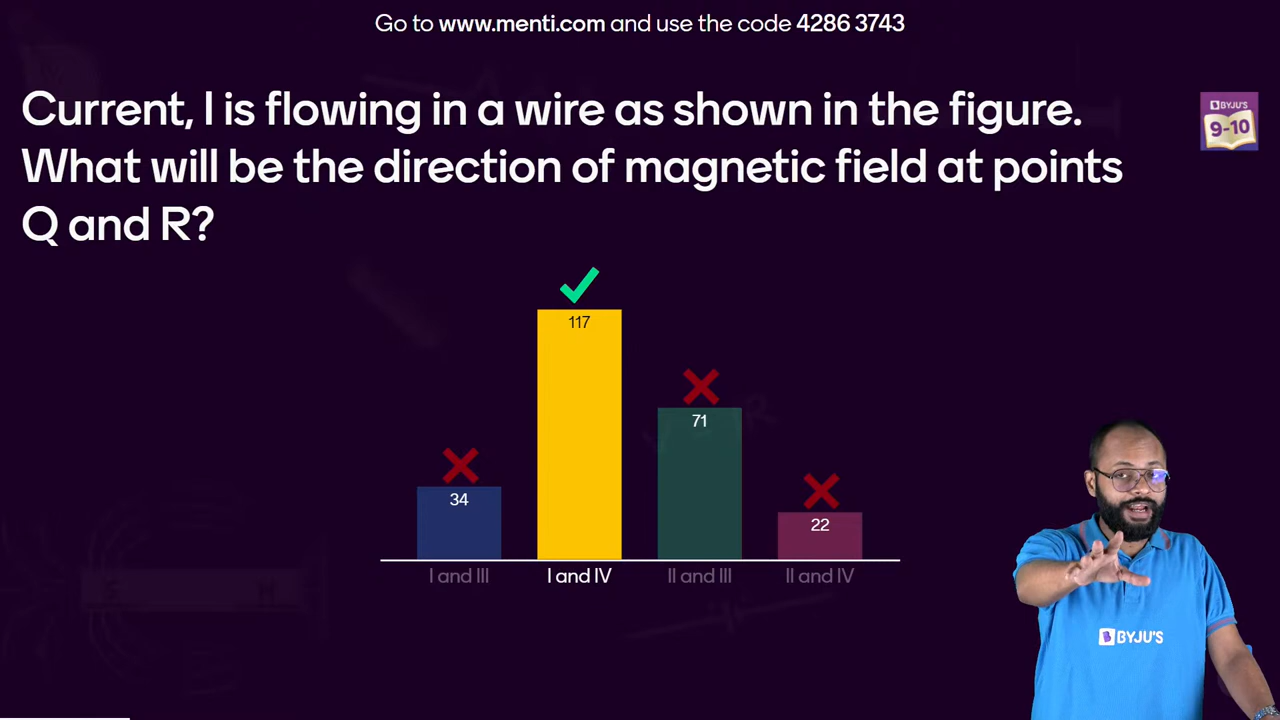 Go to www.menti.com and use the code 4286 3743
Current, I is flowing in a wire as shown in the figure.
What will be the direction of magnetic field at points
Q and R?
BYJU'S
9-10
117
71
34
22
I and III
I and IV
II and III
II and IV
S
BYJU'S